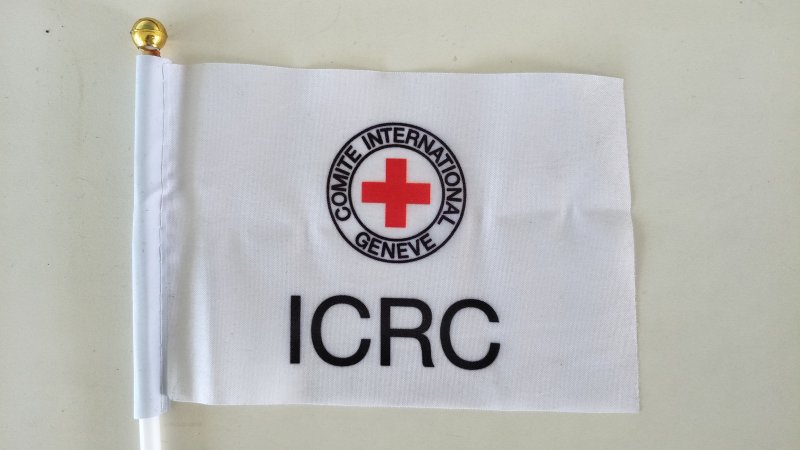 COMITE INTERNATIONAL
GENEVE
ICRC